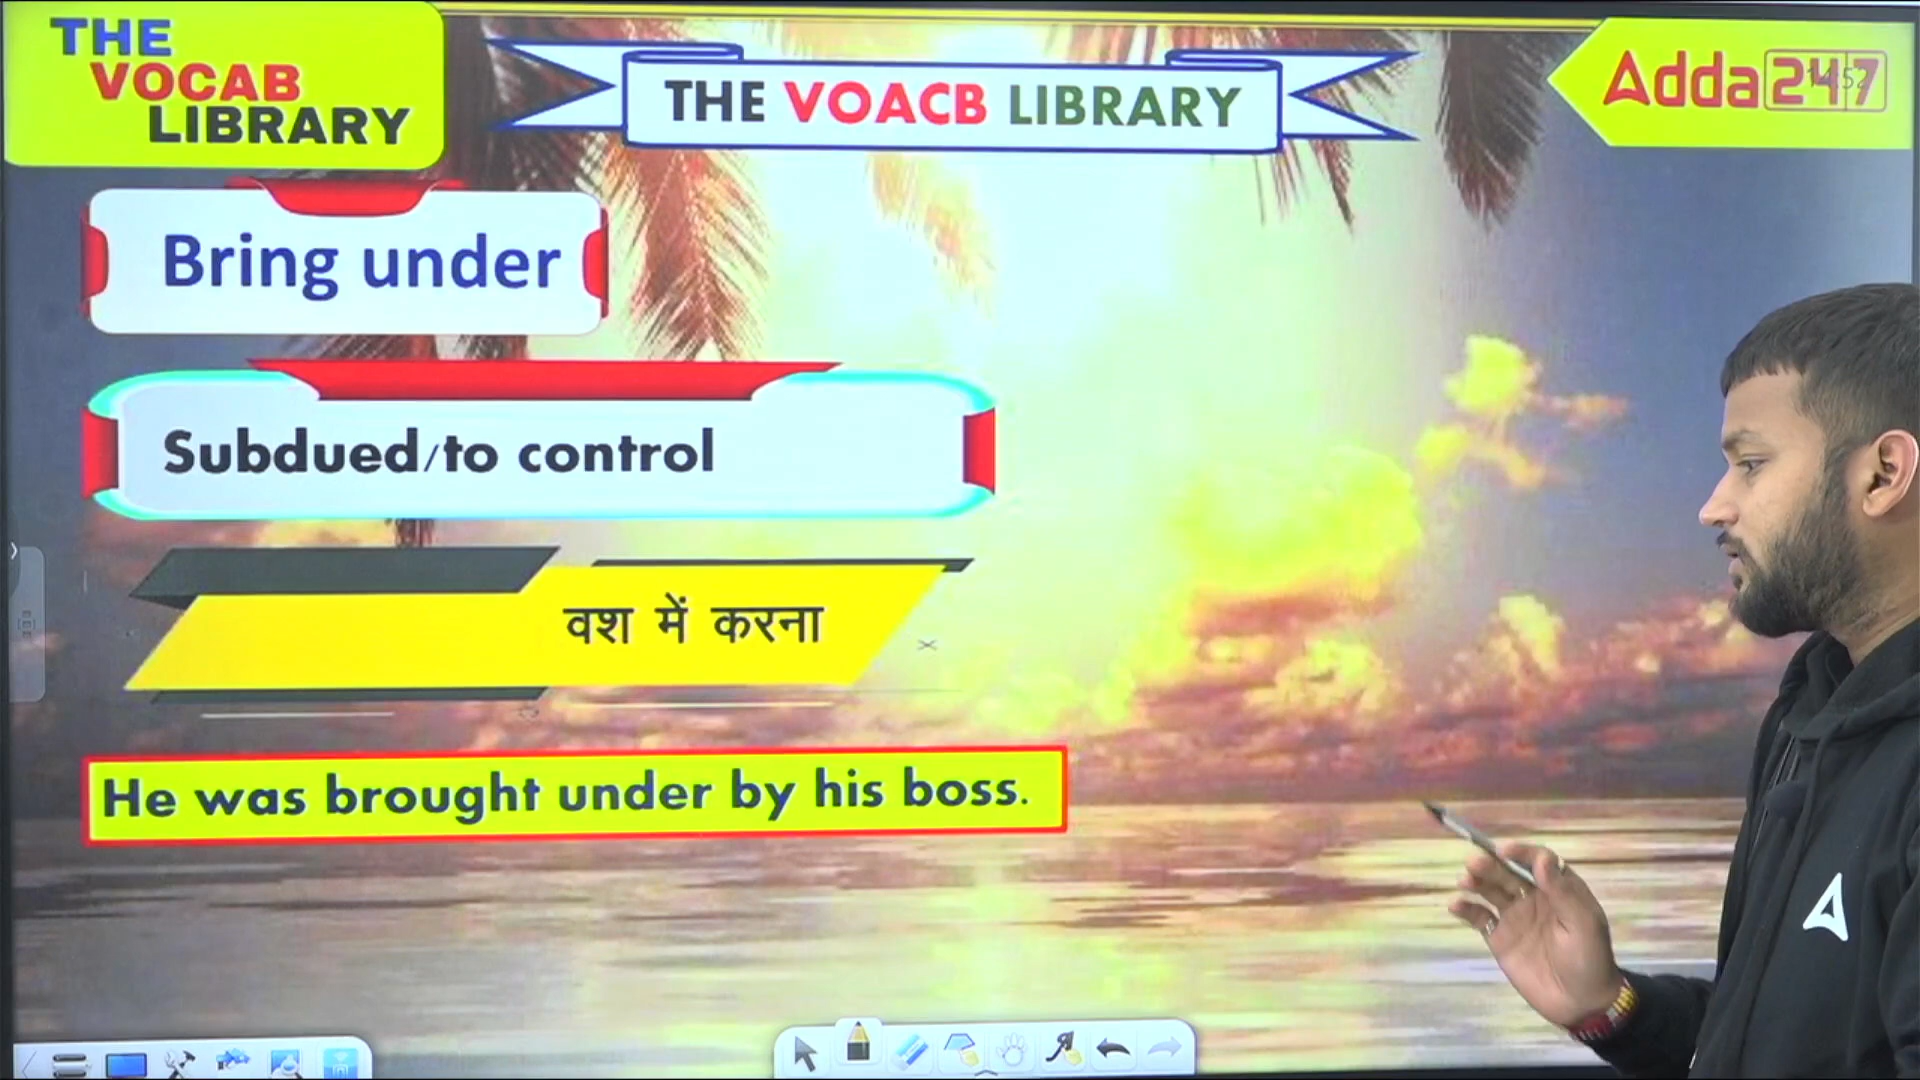 THE
VOCAB
LIBRARY
THE VOACB LIBRARY
Adda247
Bring under
Subdued/to control
वश में करना
He was brought under by his boss.